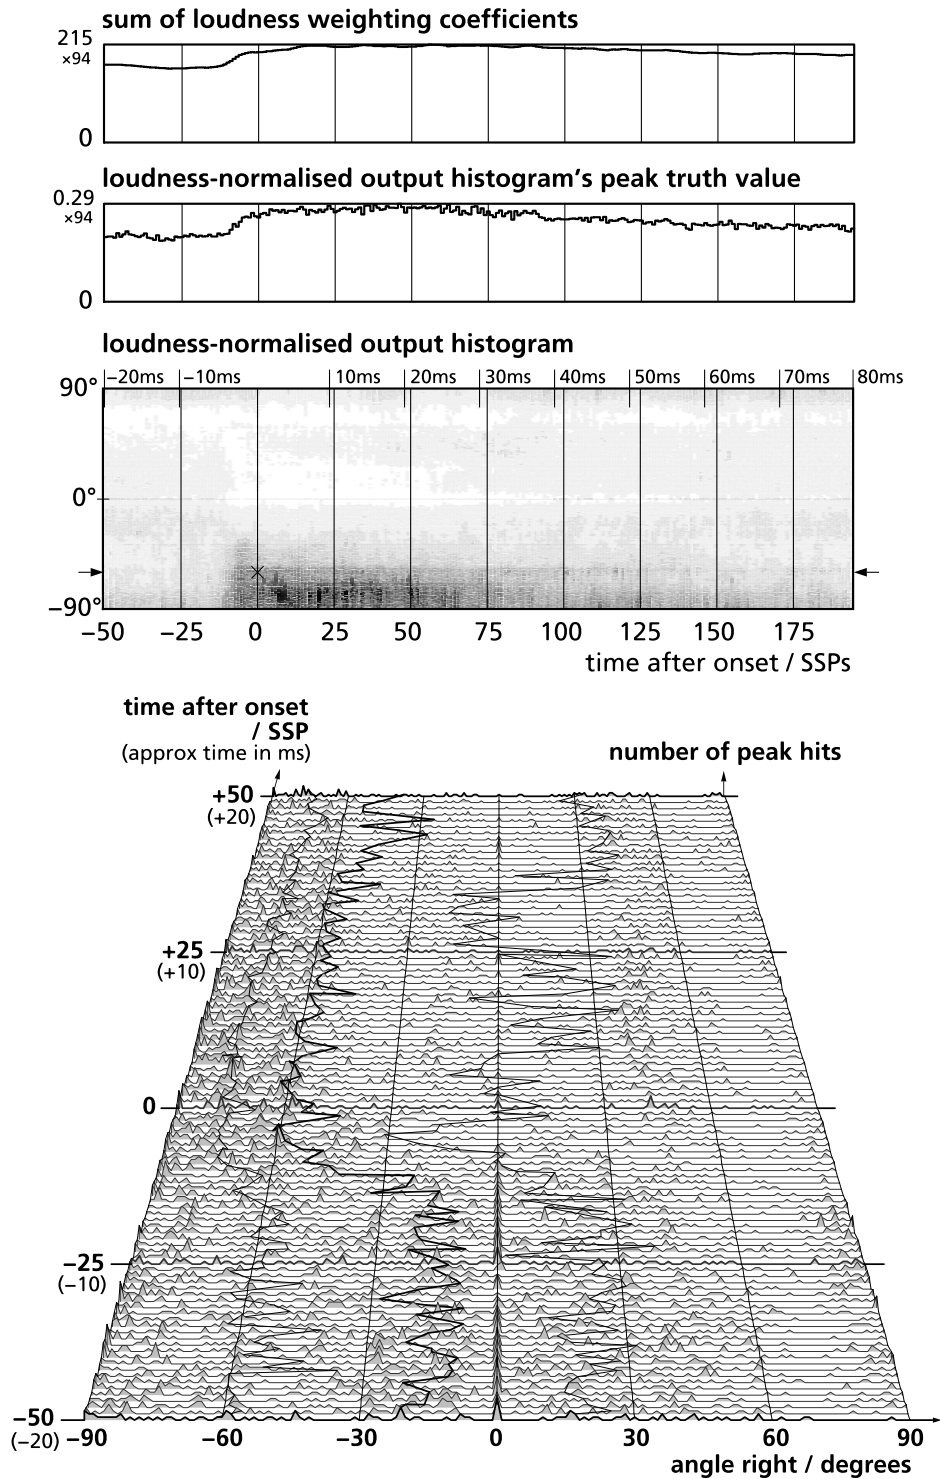 sum of loudness weighting coefficients
215
×94
0
loudness-normalised output histogram's peak truth value
0.29
×94
0
loudness-normalised output histogram
−20ms −10ms 10ms 20ms 30ms 40ms 50ms 60ms 70ms 80ms
90°
0°
−90°
−50 −25 0 25 50 75 100 125 150 175
time after onset / SSPs
time after onset
/ SSP
(approx time in ms)
number of peak hits
+50
(+20)
+25
(+10)
0
−25
(−10)
−50
(−20)
−90 −60 −30 0 30 60 90
angle right / degrees